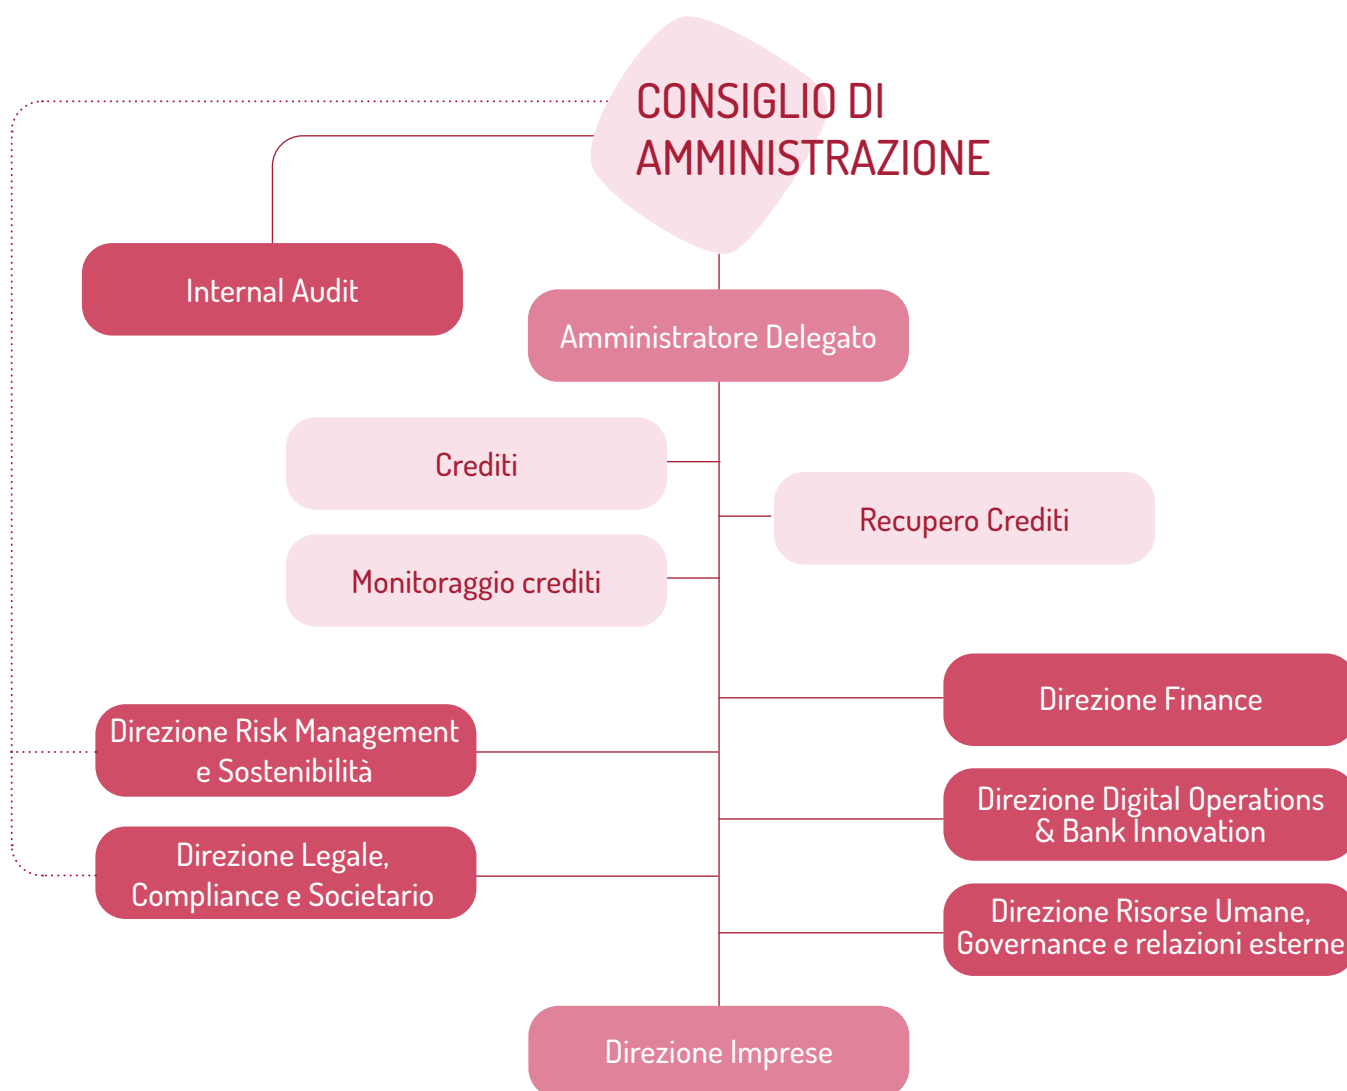 CONSIGLIO DI
AMMINISTRAZIONE
Internal Audit
Amministratore Delegato
Crediti
Recupero Crediti
Monitoraggio crediti
Direzione Finance
Direzione Risk Management
e Sostenibilità
Direzione Digital Operations
& Bank Innovation
Direzione Legale,
Compliance e Societario
Direzione Risorse Umane,
Governance e relazioni esterne
Direzione Imprese